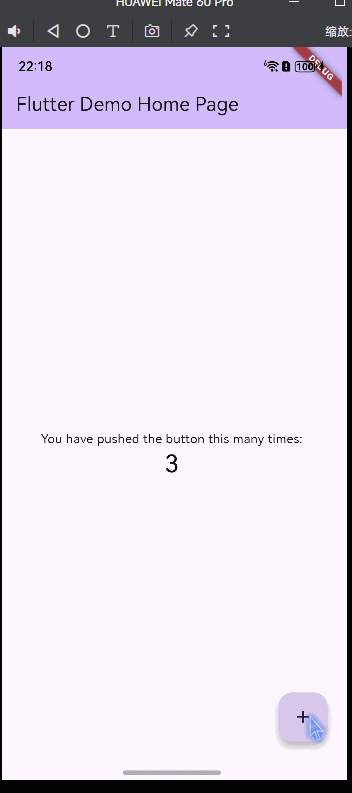 HUAWEI Mate 60 Pro
缩放:
22:18
100
DEBUG
Flutter Demo Home Page
You have pushed the button this many times:
3